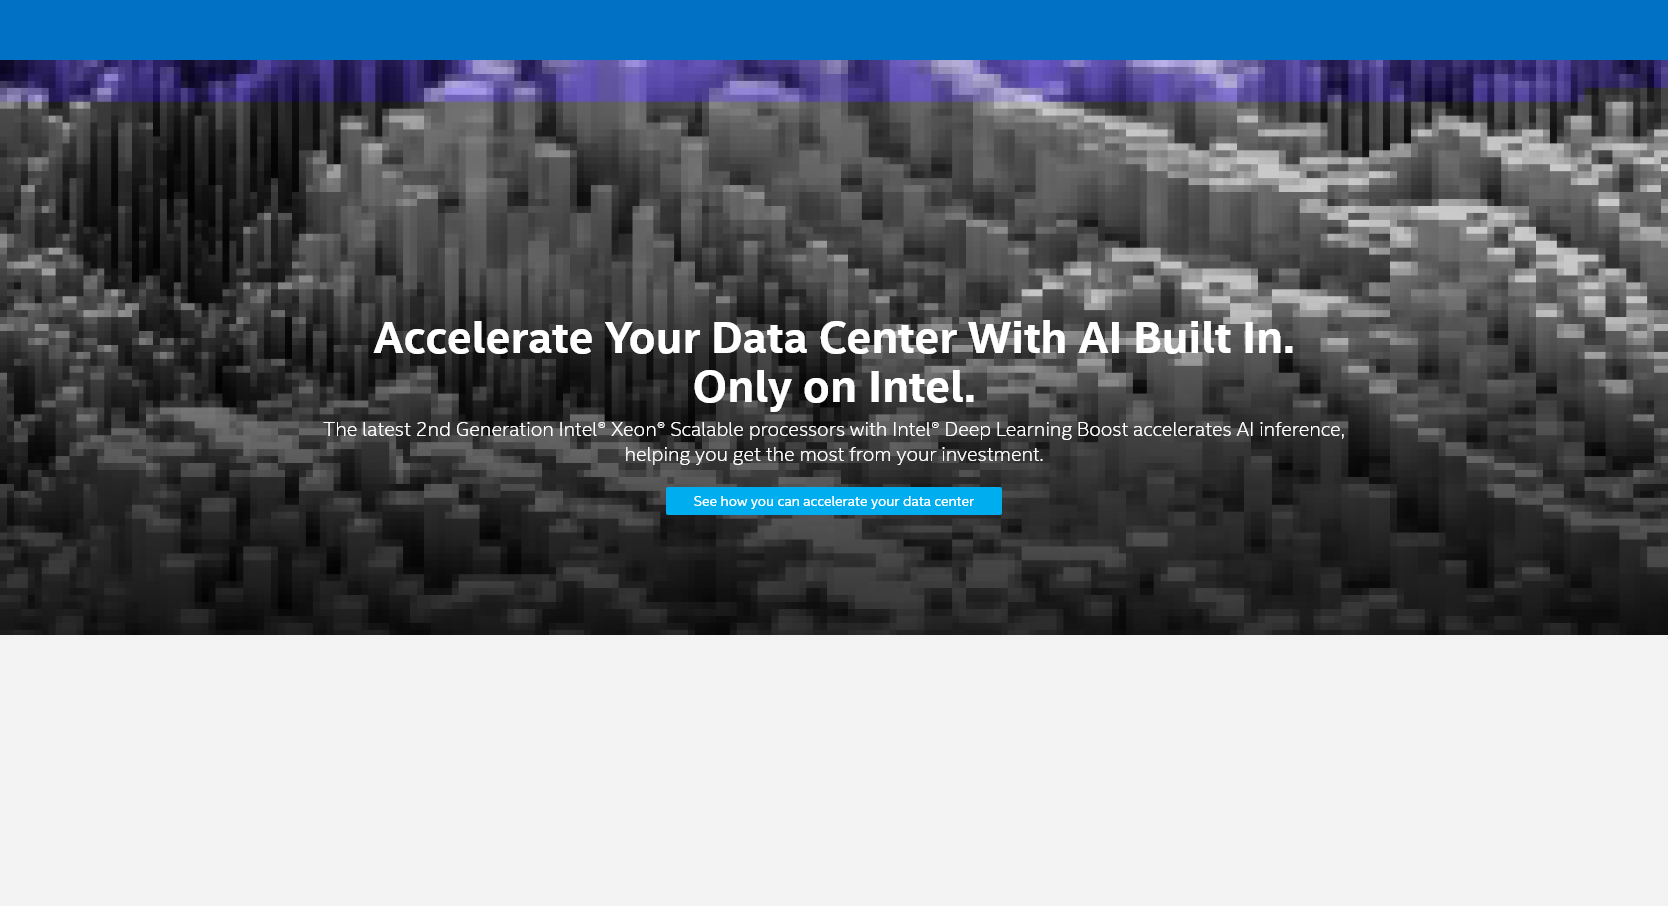 Accelerate Your Data Center With AI Built In.
Only on Intel.
The latest 2nd Generation Intel® Xeon® Scalable processors with Intel® Deep Learning Boost accelerates AI inference,
helping you get the most from your investment.
See how you can accelerate your data center